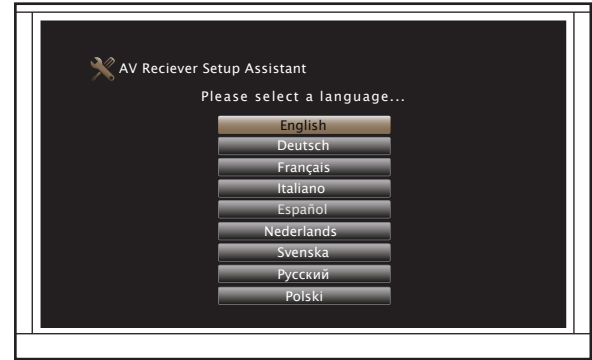 AV Reciever Setup Assistant
Please select a language...
English
Deutsch
Français
Italiano
Español
Nederlands
Svenska
Русский
Polski